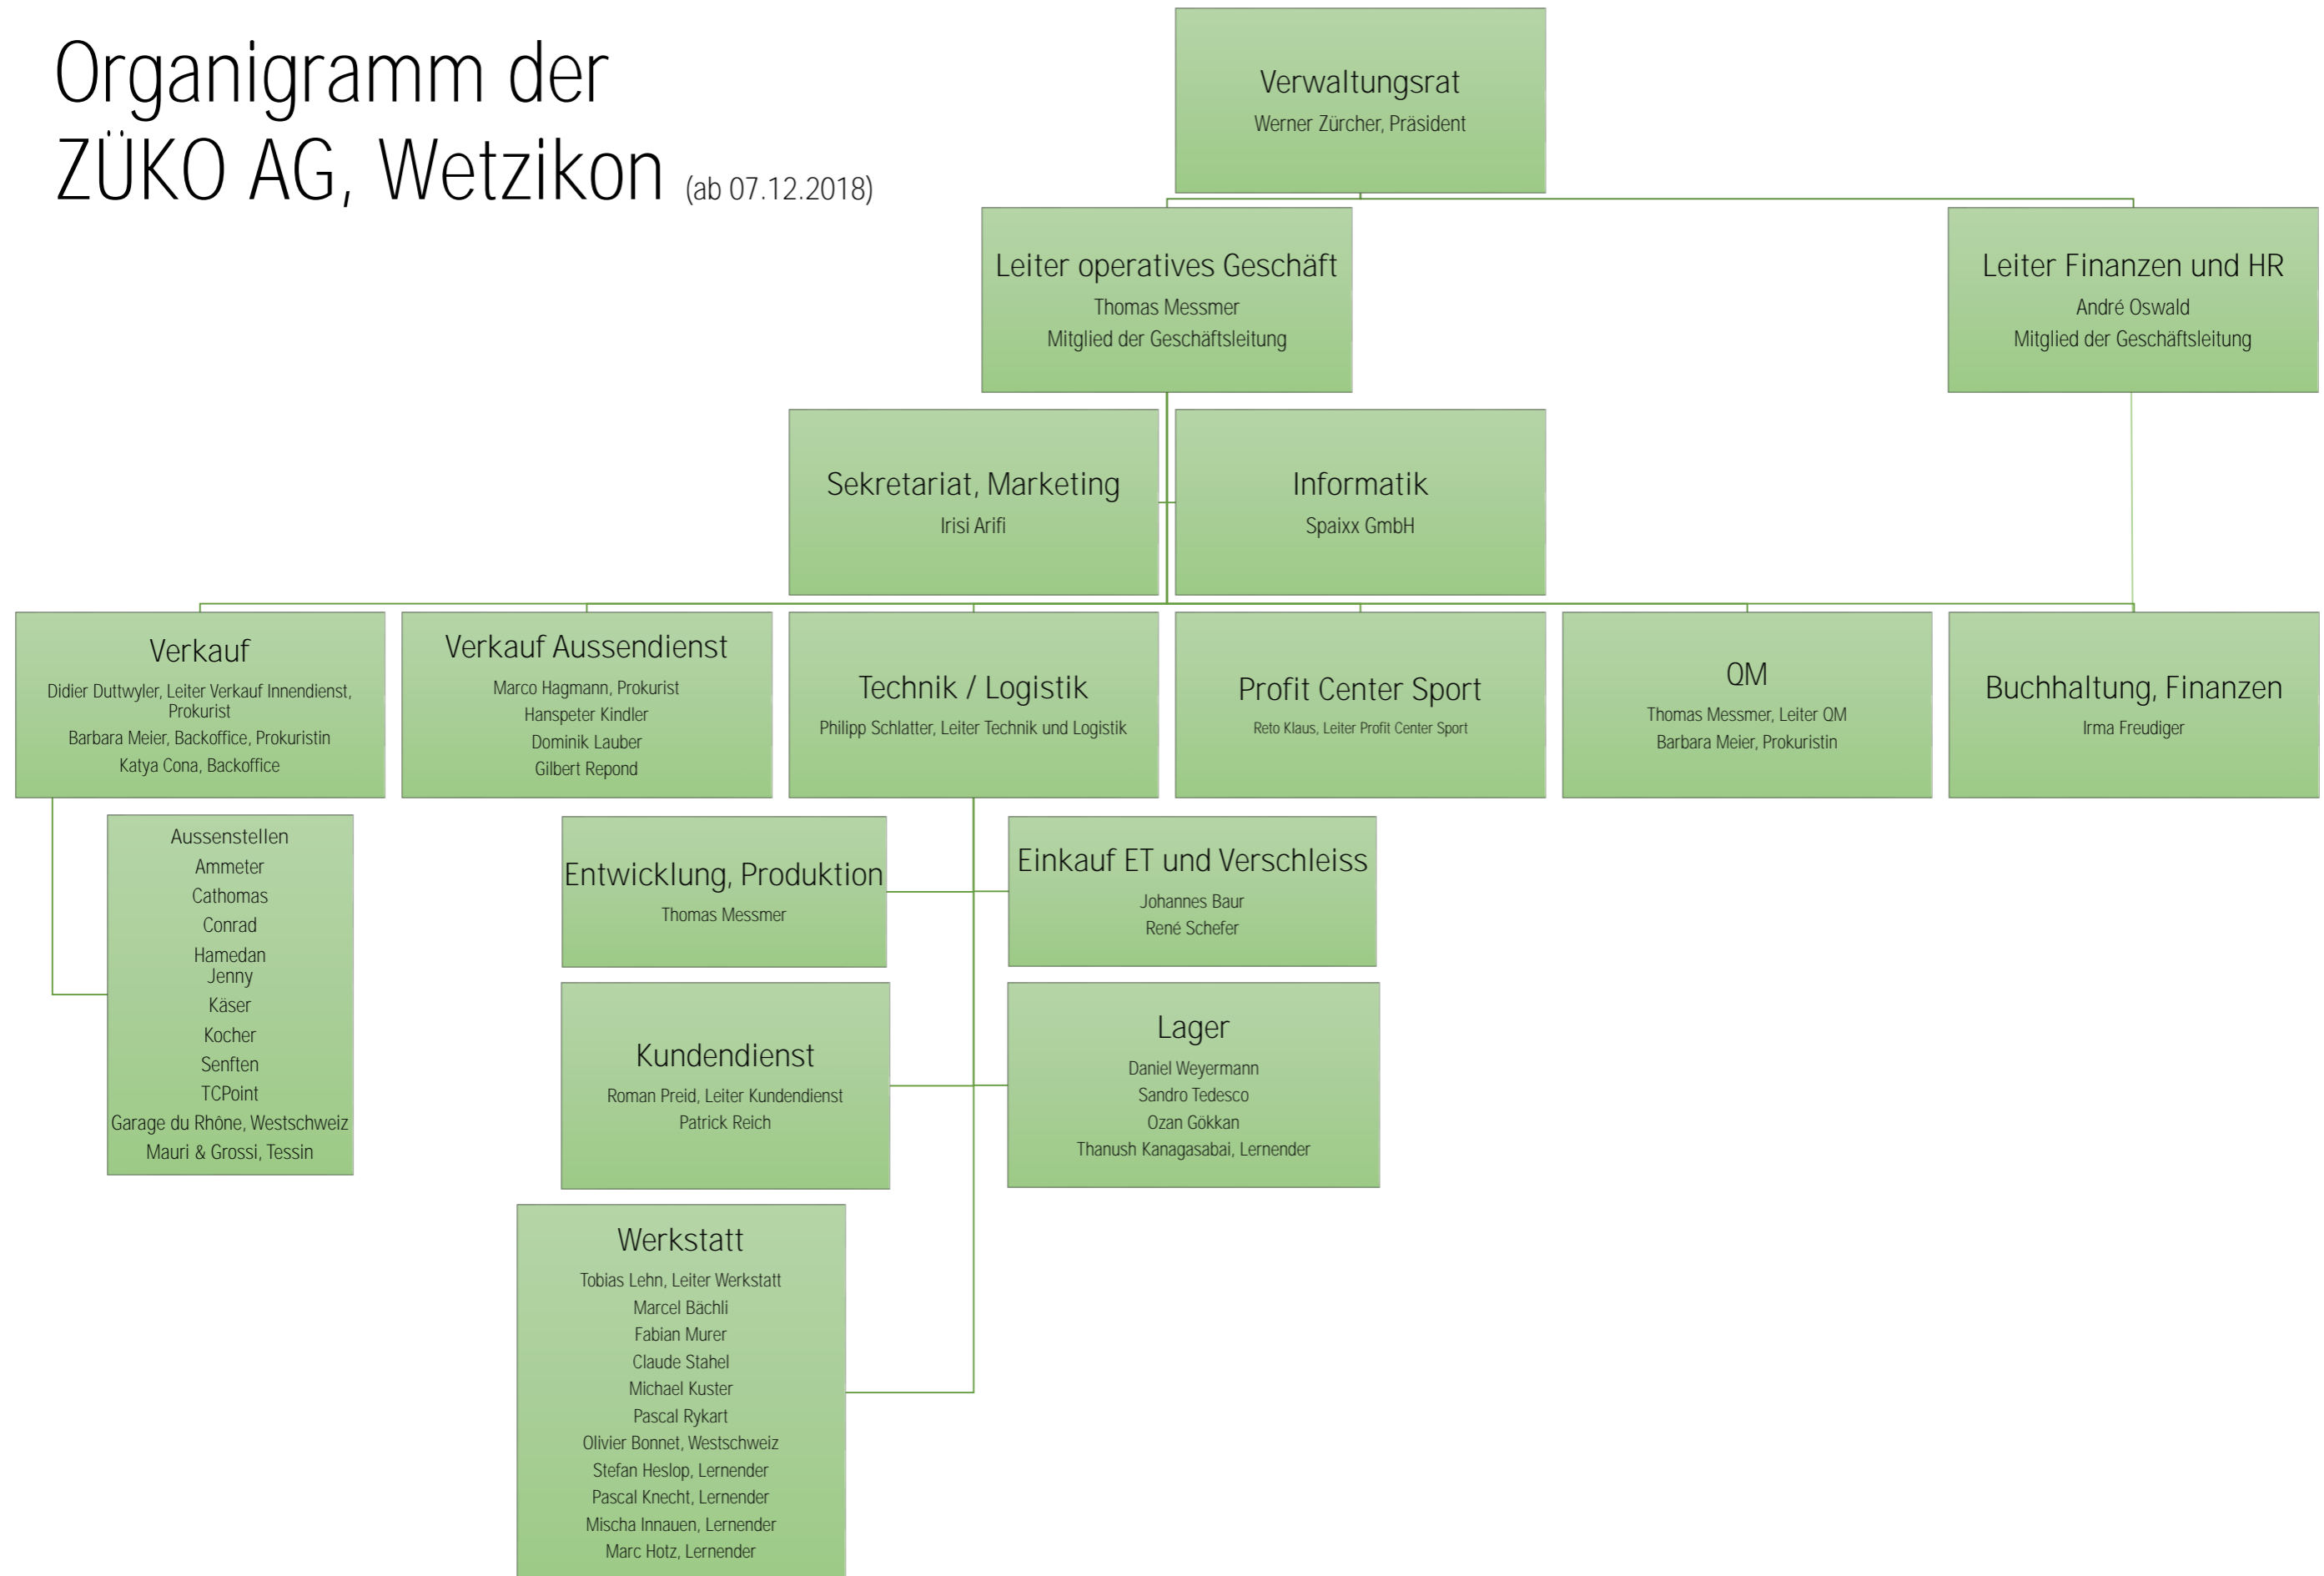 Organigramm der
ZÜKO AG, Wetzikon (ab 07.12.2018)
Verwaltungsrat
Werner Zürcher, Präsident
Leiter operatives Geschäft
Thomas Messmer
Mitglied der Geschäftsleitung
Leiter Finanzen und HR
André Oswald
Mitglied der Geschäftsleitung
Sekretariat, Marketing
Irisi Arifi
Informatik
Spaixx GmbH
Verkauf
Didier Duttwyler, Leiter Verkauf Innendienst,
Prokurist
Barbara Meier, Backoffice, Prokuristin
Katya Cona, Backoffice
Verkauf Aussendienst
Marco Hagmann, Prokurist
Hanspeter Kindler
Dominik Lauber
Gilbert Repond
Technik / Logistik
Philipp Schlatter, Leiter Technik und Logistik
Profit Center Sport
Reto Klaus, Leiter Profit Center Sport
QM
Thomas Messmer, Leiter QM
Barbara Meier, Prokuristin
Buchhaltung, Finanzen
Irma Freudiger
Aussenstellen
Ammeter
Cathomas
Conrad
Hamedan
Jenny
Käser
Kocher
Senften
TCPoint
Garage du Rhône, Westschweiz
Mauri & Grossi, Tessin
Entwicklung, Produktion
Thomas Messmer
Einkauf ET und Verschleiss
Johannes Baur
René Schefer
Kundendienst
Roman Preid, Leiter Kundendienst
Patrick Reich
Lager
Daniel Weyermann
Sandro Tedesco
Ozan Gökkan
Thanush Kanagasabai, Lernender
Werkstatt
Tobias Lehn, Leiter Werkstatt
Marcel Bächli
Fabian Murer
Claude Stahel
Michael Kuster
Pascal Rykart
Olivier Bonnet, Westschweiz
Stefan Heslop, Lernender
Pascal Knecht, Lernender
Mischa Innauen, Lernender
Marc Hotz, Lernender